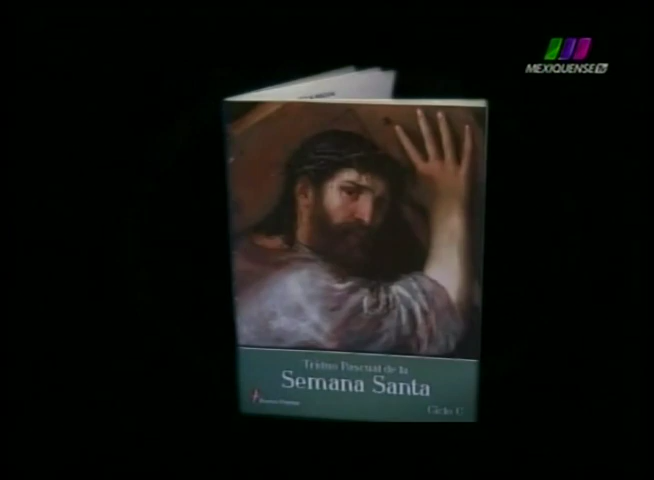 MEXIQUENSE TV
Triduo Pascual de la
Semana Santa
Ciclo C